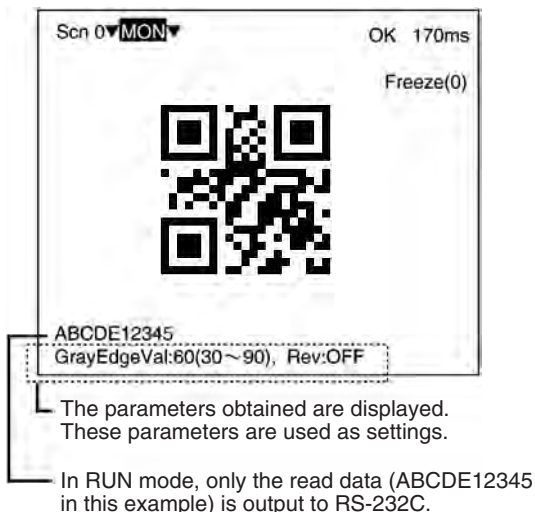 Scn 0▼MON▼ OK 170ms
Freeze(0)
ABCDE12345
GrayEdgeVal:60(30～90), Rev:OFF
The parameters obtained are displayed.
These parameters are used as settings.
In RUN mode, only the read data (ABCDE12345
in this example) is output to RS-232C.